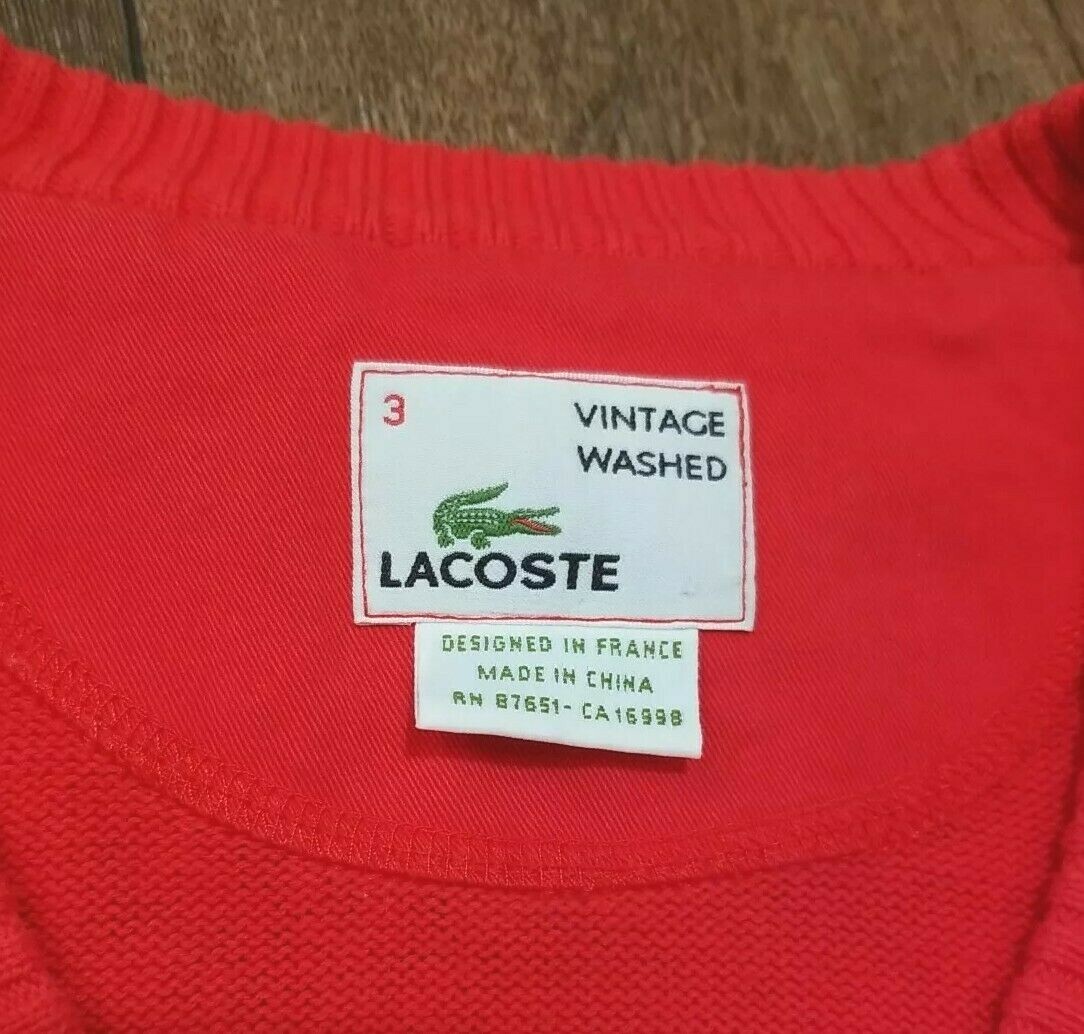 3
VINTAGE
WASHED
LACOSTE
DESIGNED IN FRANCE
MADE IN CHINA
RN 87651 - CA16998